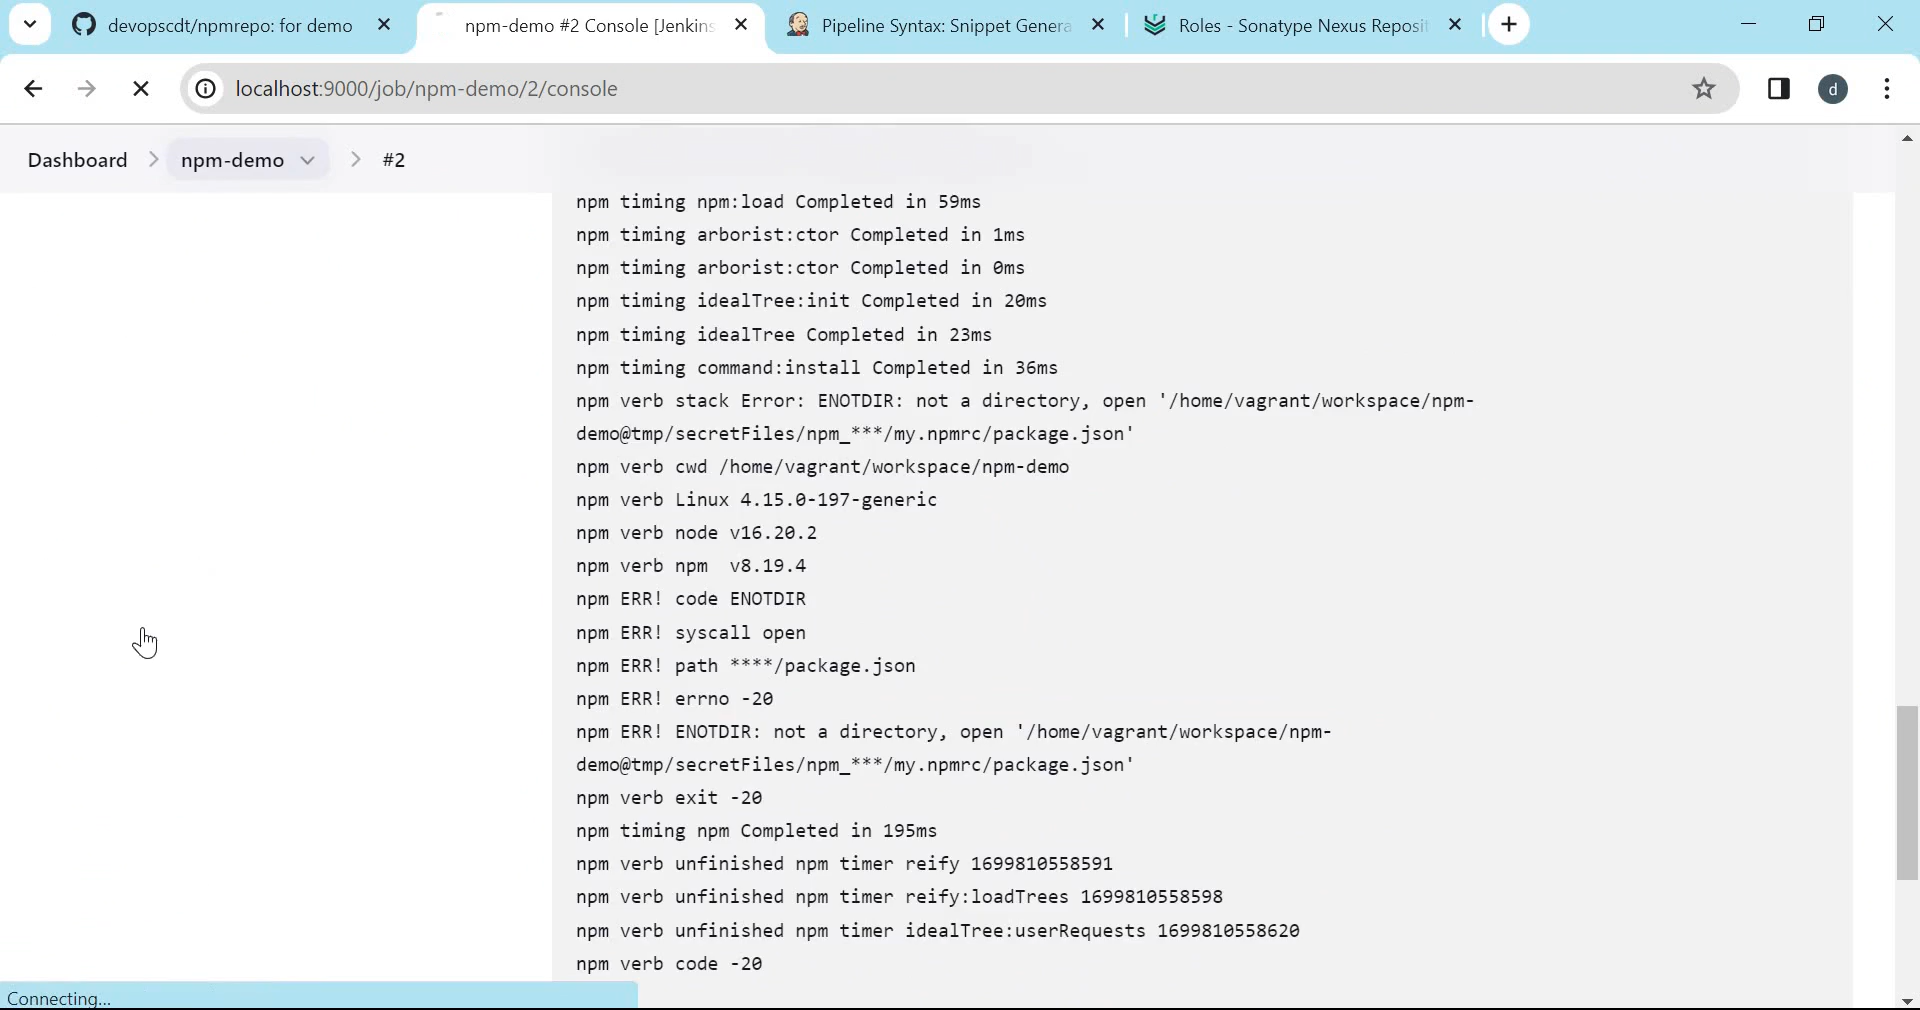 devopscdt/npmrepo: for demo
npm-demo #2 Console [Jenkins
Pipeline Syntax: Snippet Genera
Roles - Sonatype Nexus Reposit
localhost:9000/job/npm-demo/2/console
d
Dashboard
npm-demo
#2
npm timing npm:load Completed in 59ms
npm timing arborist:ctor Completed in 1ms
npm timing arborist:ctor Completed in 0ms
npm timing idealTree:init Completed in 20ms
npm timing idealTree Completed in 23ms
npm timing command:install Completed in 36ms
npm verb stack Error: ENOTDIR: not a directory, open '/home/vagrant/workspace/npm-
demo@tmp/secretFiles/npm_***/my.npmrc/package.json'
npm verb cwd /home/vagrant/workspace/npm-demo
npm verb Linux 4.15.0-197-generic
npm verb node v16.20.2
npm verb npm  v8.19.4
npm ERR! code ENOTDIR
npm ERR! syscall open
npm ERR! path ****/package.json
npm ERR! errno -20
npm ERR! ENOTDIR: not a directory, open '/home/vagrant/workspace/npm-
demo@tmp/secretFiles/npm_***/my.npmrc/package.json'
npm verb exit -20
npm timing npm Completed in 195ms
npm verb unfinished npm timer reify 1699810558591
npm verb unfinished npm timer reify:loadTrees 1699810558598
npm verb unfinished npm timer idealTree:userRequests 1699810558620
npm verb code -20
Connecting...